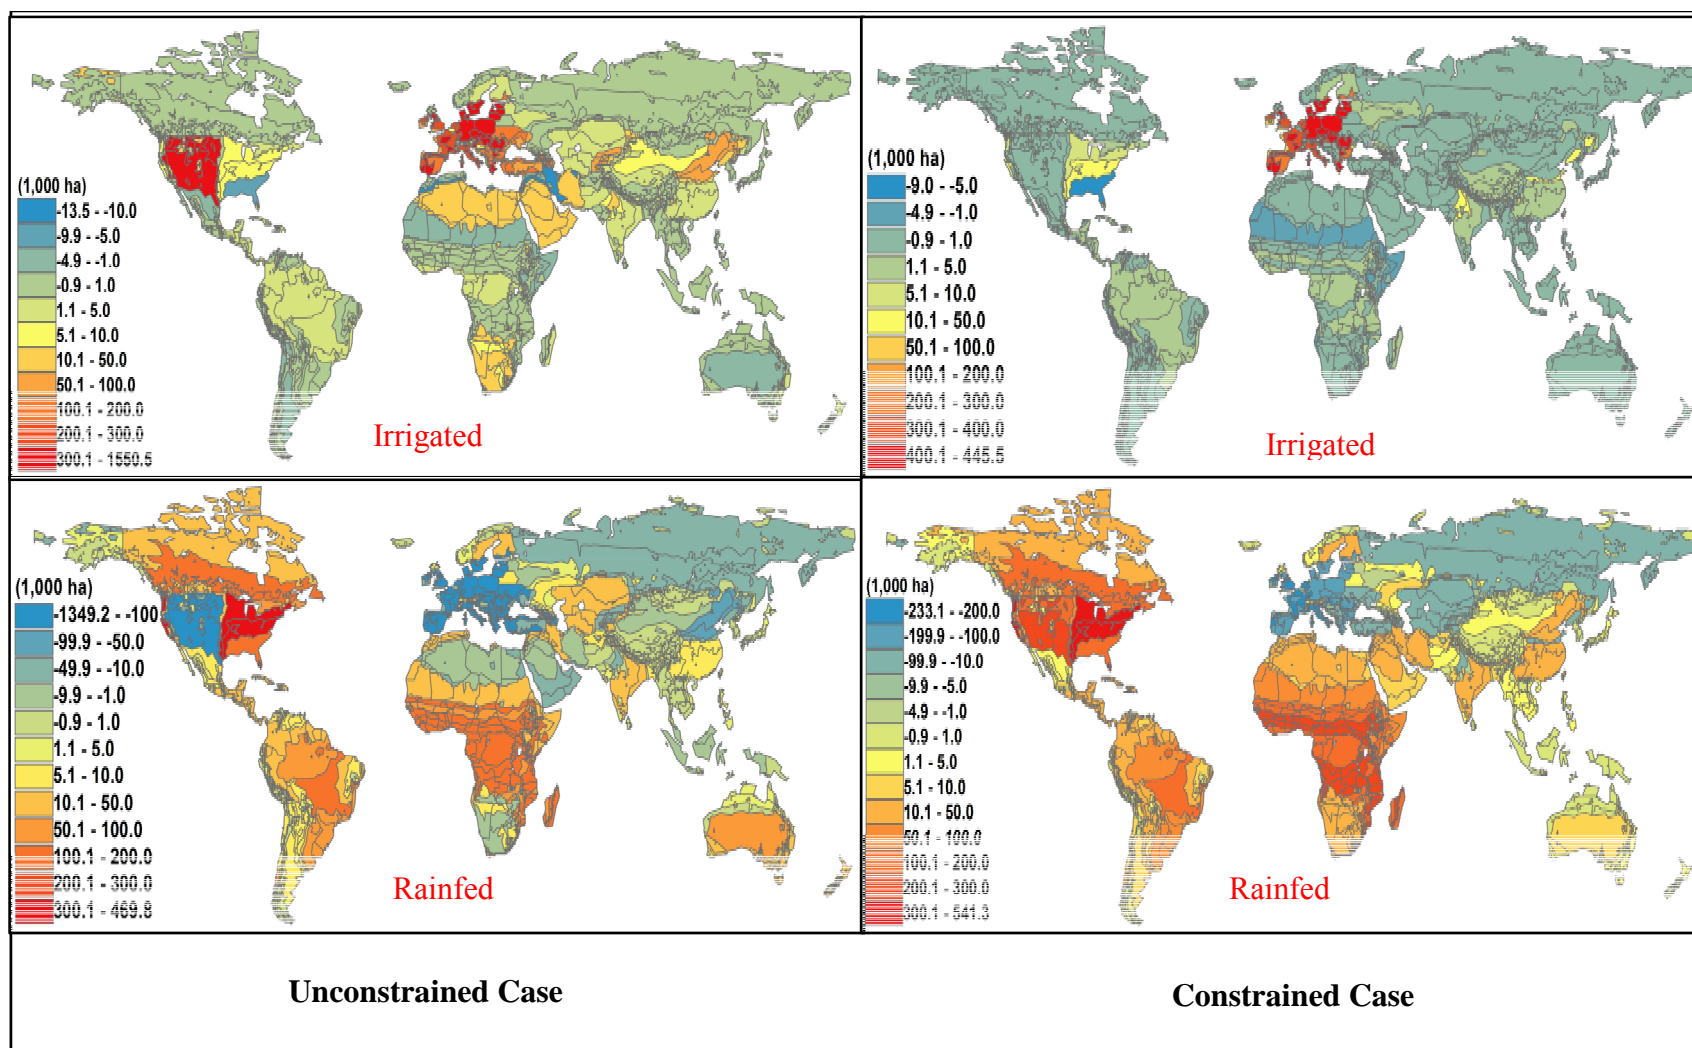 (1,000 ha)
-13.5 - -10.0
-9.9 - -5.0
-4.9 - -1.0
-0.9 - 1.0
1.1 - 5.0
5.1 - 10.0
10.1 - 50.0
50.1 - 100.0
100.1 - 200.0
200.1 - 300.0
300.1 - 1550.5
Irrigated
(1,000 ha)
-9.0 - -5.0
-4.9 - -1.0
-0.9 - 1.0
1.1 - 5.0
5.1 - 10.0
10.1 - 50.0
50.1 - 100.0
100.1 - 200.0
200.1 - 300.0
300.1 - 400.0
400.1 - 445.5
Irrigated
(1,000 ha)
-1349.2 - -100
-99.9 - -50.0
-49.9 - -10.0
-9.9 - -1.0
-0.9 - 1.0
1.1 - 5.0
5.1 - 10.0
10.1 - 50.0
50.1 - 100.0
100.1 - 200.0
200.1 - 300.0
300.1 - 469.8
Rainfed
(1,000 ha)
-233.1 - -200.0
-199.9 - -100.0
-99.9 - -10.0
-9.9 - -5.0
-4.9 - -1.0
-0.9 - 1.0
1.1 - 5.0
5.1 - 10.0
10.1 - 50.0
50.1 - 100.0
100.1 - 200.0
200.1 - 300.0
300.1 - 541.3
Rainfed
Unconstrained Case
Constrained Case